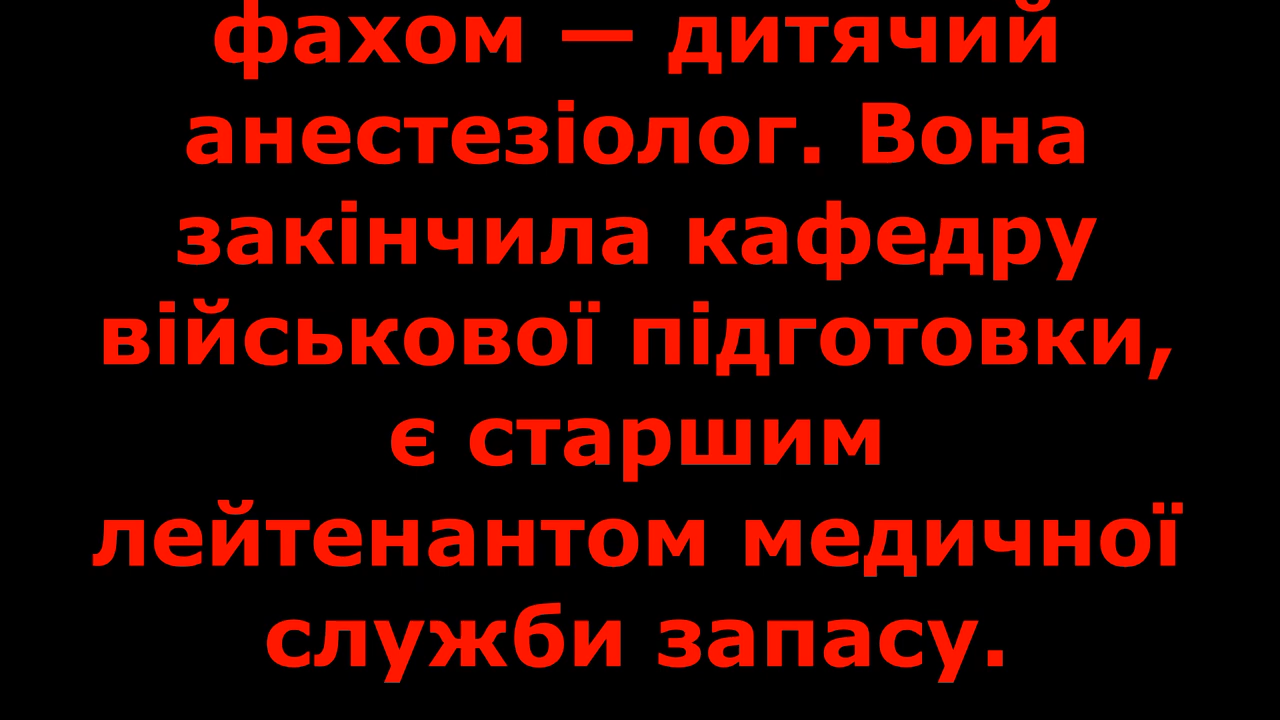 фахом — дитячий
анестезіолог. Вона
закінчила кафедру
військової підготовки,
є старшим
лейтенантом медичної
служби запасу.